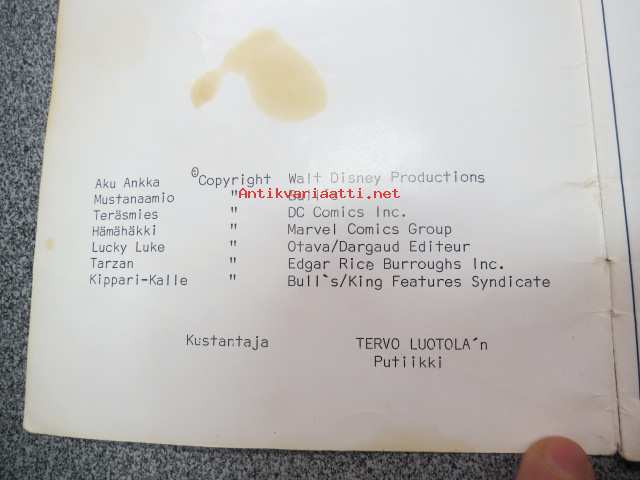 Aku Ankka ©Copyright Walt Disney Productions
Mustanaamio " Bull's
Teräsmies " DC Comics Inc.
Hämähäkki " Marvel Comics Group
Lucky Luke " Otava/Dargaud Editeur
Tarzan " Edgar Rice Burroughs Inc.
Kippari-Kalle " Bull`s/King Features Syndicate
Kustantaja TERVO LUOTOLA´n
Putiikki
Antikvariaatti.net